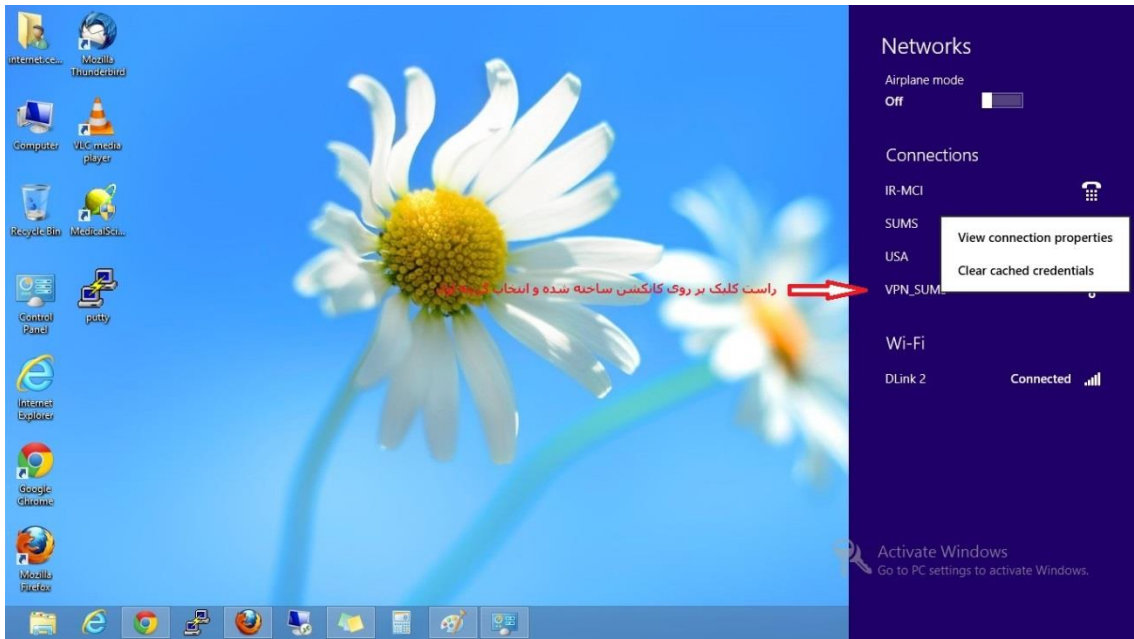 internet.ce...
Mozilla Thunderbird
Computer
VLC media player
Recycle Bin
MedicalSci...
Control Panel
putty
Internet Explorer
Google Chrome
Mozilla Firefox
راست کلیک بر روی کانکشن ساخته شده و انتخاب
Networks
Airplane mode
Off
Connections
IR-MCI
SUMS
View connection properties
USA
Clear cached credentials
VPN_SUMS
Wi-Fi
DLink 2 Connected
Activate Windows
Go to PC settings to activate Windows.